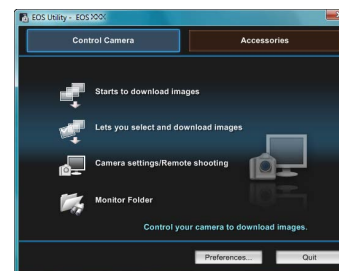 EOS Utility - EOS XXX
Control Camera
Accessories
Starts to download images
Lets you select and download images
Camera settings/Remote shooting
Monitor Folder
Control your camera to download images.
Preferences...
Quit